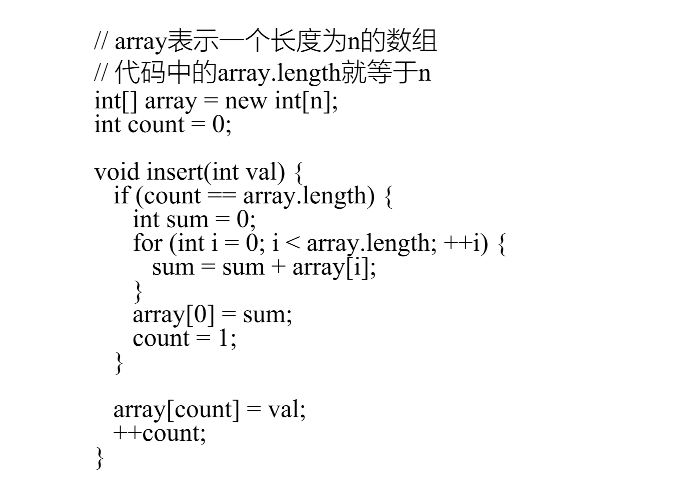 // array表示一个长度为n的数组
// 代码中的array.length就等于n
int[] array = new int[n];
int count = 0;

void insert(int val) {
  if (count == array.length) {
    int sum = 0;
    for (int i = 0; i < array.length; ++i) {
      sum = sum + array[i];
    }
    array[0] = sum;
    count = 1;
  }

  array[count] = val;
  ++count;
}